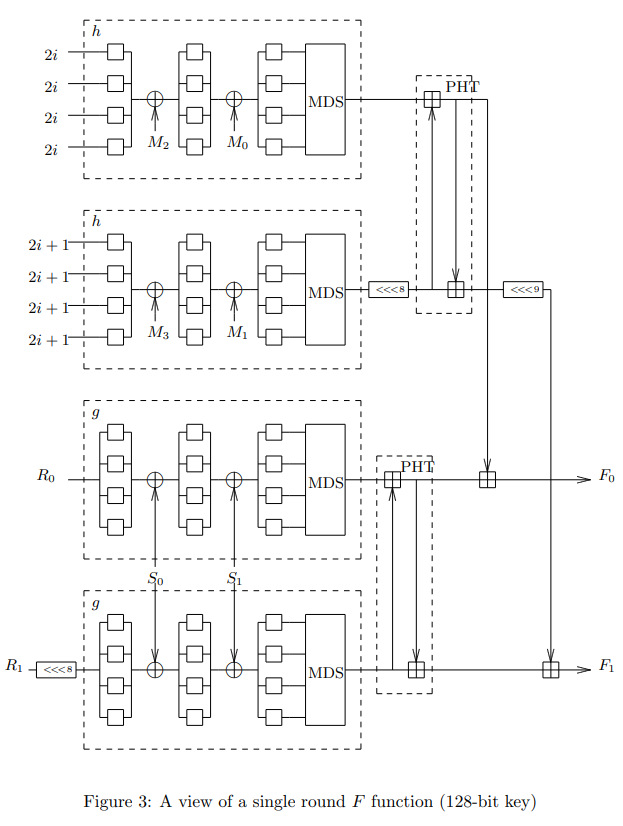 h
2i
2i
2i
2i
M₂
M₀
MDS
PHT
h
2i + 1
2i + 1
2i + 1
2i + 1
M₃
M₁
MDS
<<<8
<<<9
g
R₀
MDS
PHT
F₀
S₀
S₁
g
R₁
<<<8
MDS
F₁
Figure 3: A view of a single round F function (128-bit key)